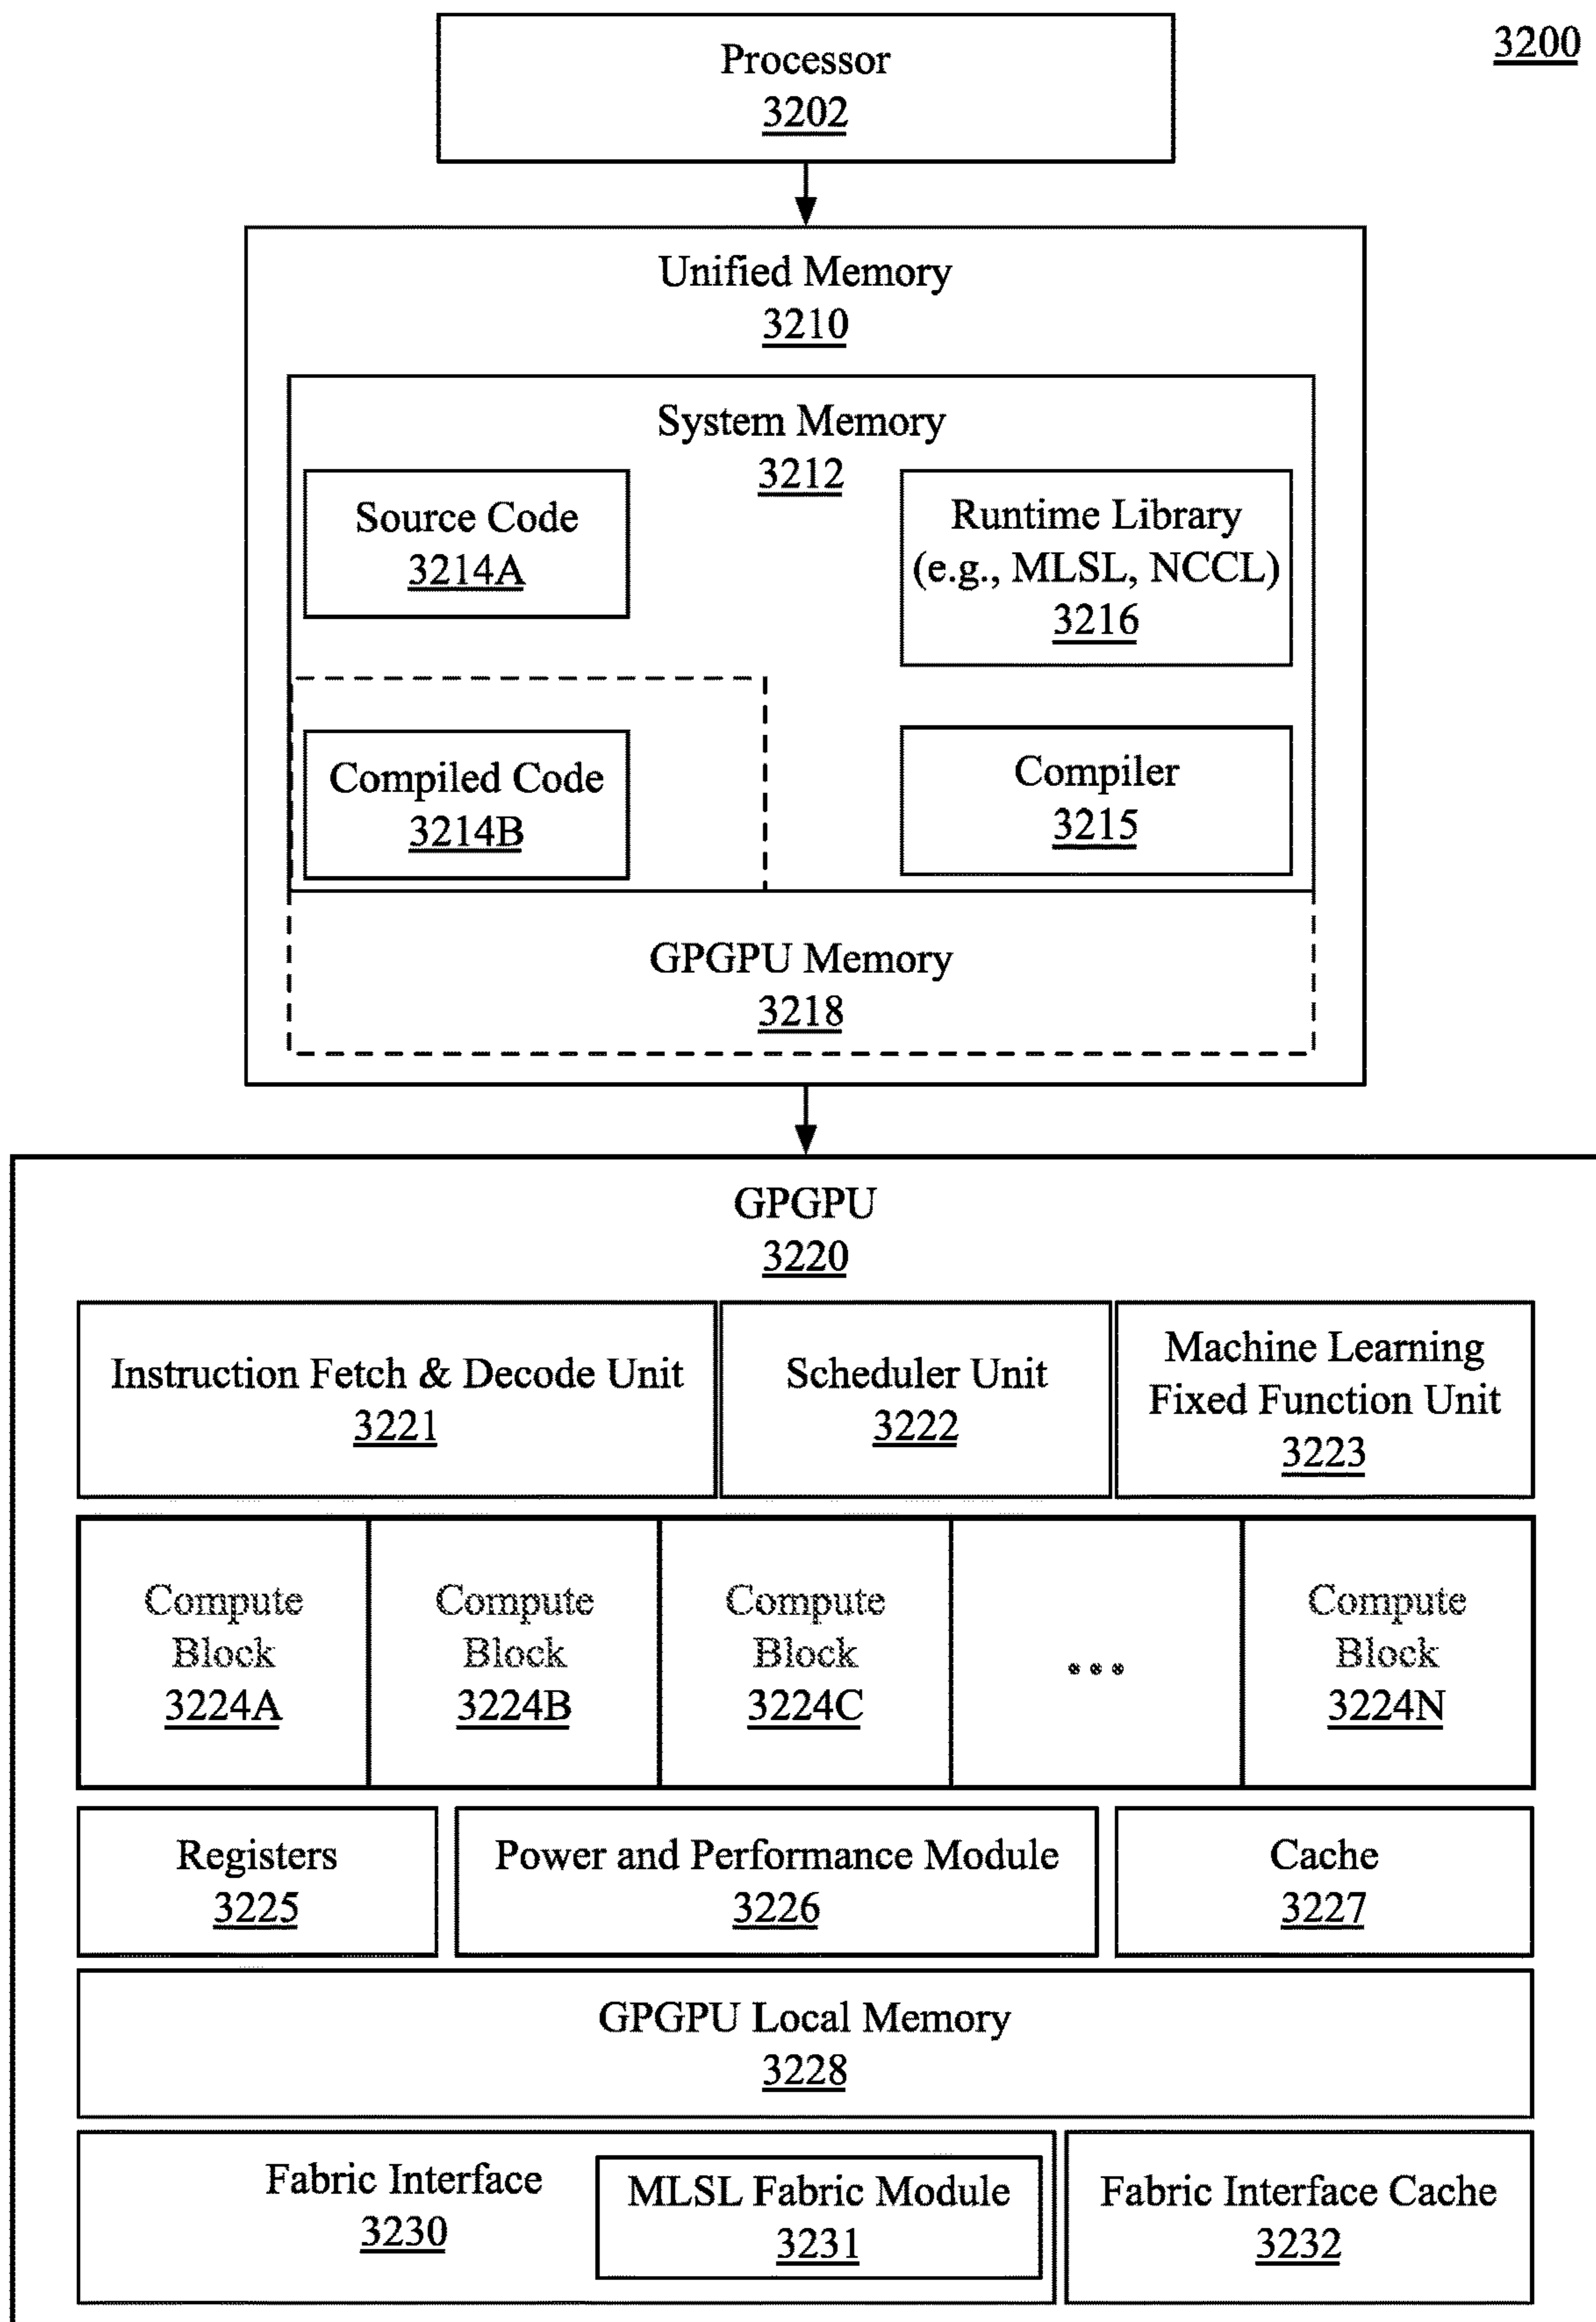 3200
Processor
3202
Unified Memory
3210
System Memory
3212
Source Code
3214A
Runtime Library
(e.g., MLSL, NCCL)
3216
Compiled Code
3214B
Compiler
3215
GPGPU Memory
3218
GPGPU
3220
Instruction Fetch & Decode Unit
3221
Scheduler Unit
3222
Machine Learning
Fixed Function Unit
3223
Compute
Block
3224A
Compute
Block
3224B
Compute
Block
3224C
...
Compute
Block
3224N
Registers
3225
Power and Performance Module
3226
Cache
3227
GPGPU Local Memory
3228
Fabric Interface
3230
MLSL Fabric Module
3231
Fabric Interface Cache
3232